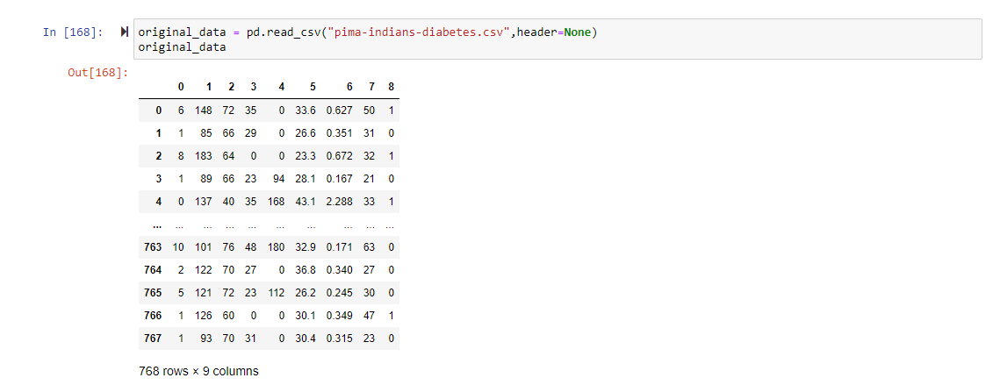 In [168]: original_data = pd.read_csv("pima-indians-diabetes.csv",header=None)
original_data
Out[168]:
0 1 2 3 4 5 6 7 8
0 6 148 72 35 0 33.6 0.627 50 1
1 1 85 66 29 0 26.6 0.351 31 0
2 8 183 64 0 0 23.3 0.672 32 1
3 1 89 66 23 94 28.1 0.167 21 0
4 0 137 40 35 168 43.1 2.288 33 1
... ... ... ... ... ... ... ... ... ...
763 10 101 76 48 180 32.9 0.171 63 0
764 2 122 70 27 0 36.8 0.340 27 0
765 5 121 72 23 112 26.2 0.245 30 0
766 1 126 60 0 0 30.1 0.349 47 1
767 1 93 70 31 0 30.4 0.315 23 0
768 rows × 9 columns